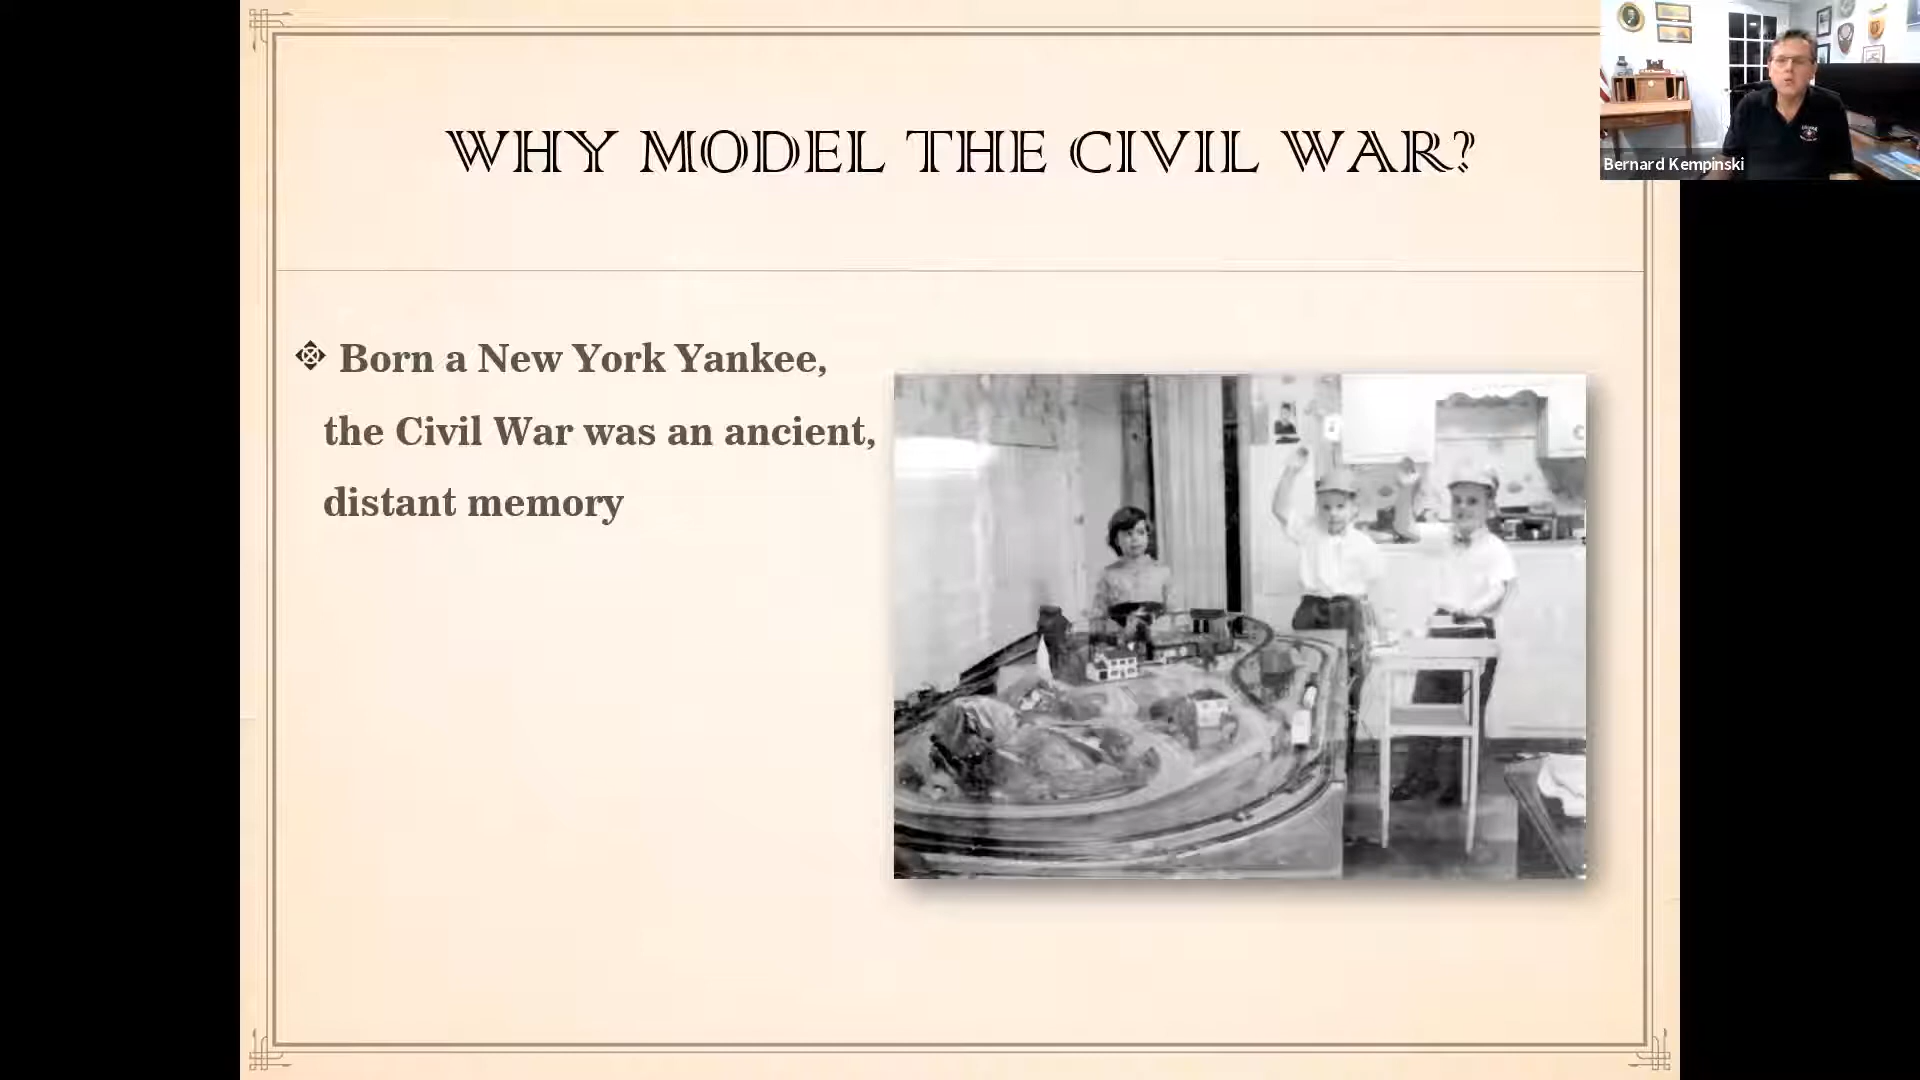 WHY MODEL THE CIVIL WAR?
Bernard Kempinski
Born a New York Yankee,
the Civil War was an ancient,
distant memory